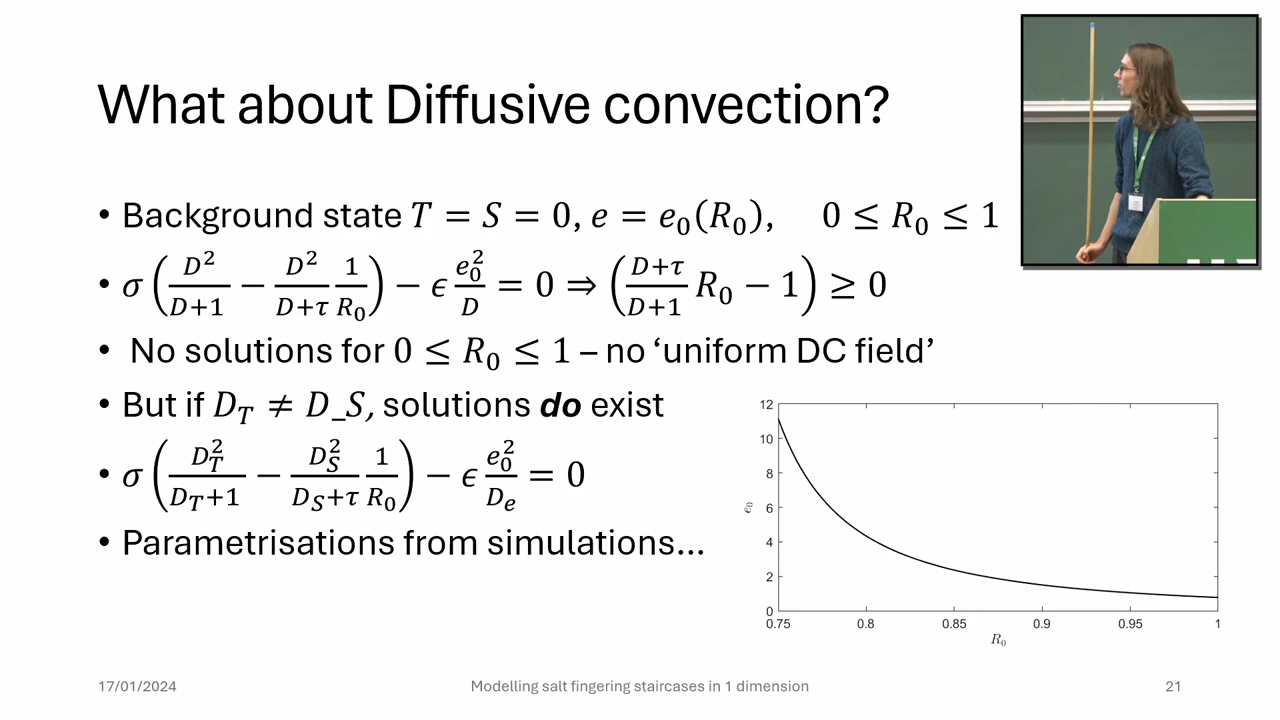 What about Diffusive convection?
• Background state T = S = 0, e = e₀(R₀), 0 ≤ R₀ ≤ 1
• σ(D²/(D+1) − D²/(D+τ) 1/R₀) − ϵ e₀²/D = 0 ⇒ ((D+τ)/(D+1) R₀ − 1) ≥ 0
• No solutions for 0 ≤ R₀ ≤ 1 – no ‘uniform DC field’
• But if D_T ≠ D_S, solutions do exist
• σ(D_T²/(D_T+1) − D_S²/(D_S+τ) 1/R₀) − ϵ e₀²/D_e = 0
• Parametrisations from simulations...
12
10
8
6
4
2
0
e₀
0.75 0.8 0.85 0.9 0.95 1
R₀
17/01/2024 Modelling salt fingering staircases in 1 dimension 21